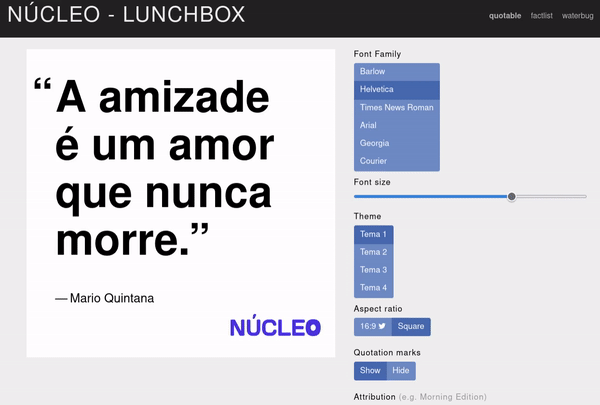 NÚCLEO - LUNCHBOX
quotable factlist waterbug
“A amizade
é um amor
que nunca
morre.”
— Mario Quintana
NÚCLEO
Font Family
Barlow
Helvetica
Times News Roman
Arial
Georgia
Courier
Font size
Theme
Tema 1
Tema 2
Tema 3
Tema 4
Aspect ratio
16:9 Square
Quotation marks
Show Hide
Attribution (e.g. Morning Edition)